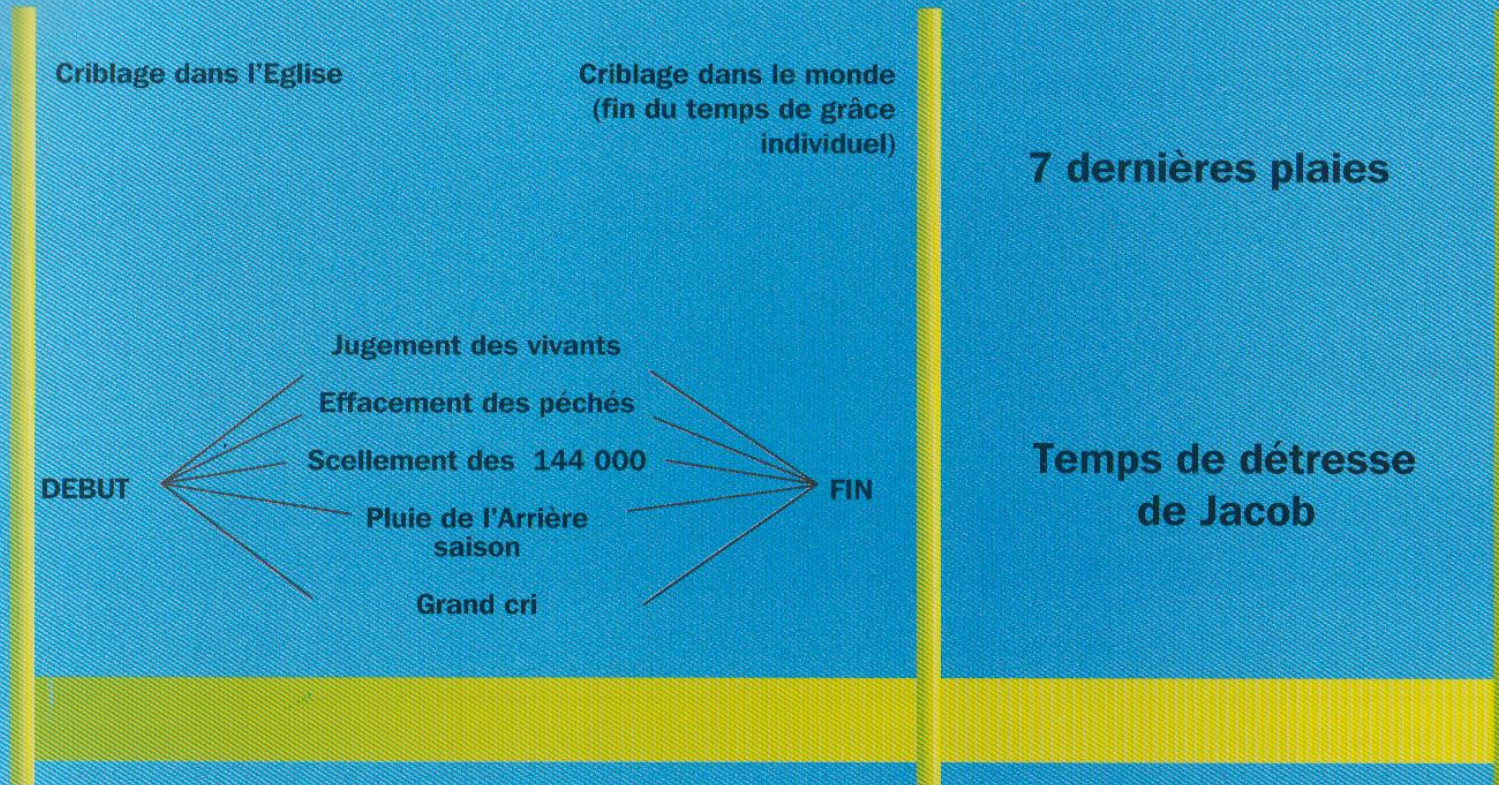 Criblage dans l'Eglise
Criblage dans le monde
(fin du temps de grâce
individuel)
7 dernières plaies
Jugement des vivants
Effacement des péchés
Scellement des 144 000
DEBUT
FIN
Pluie de l'Arrière
saison
Grand cri
Temps de détresse
de Jacob